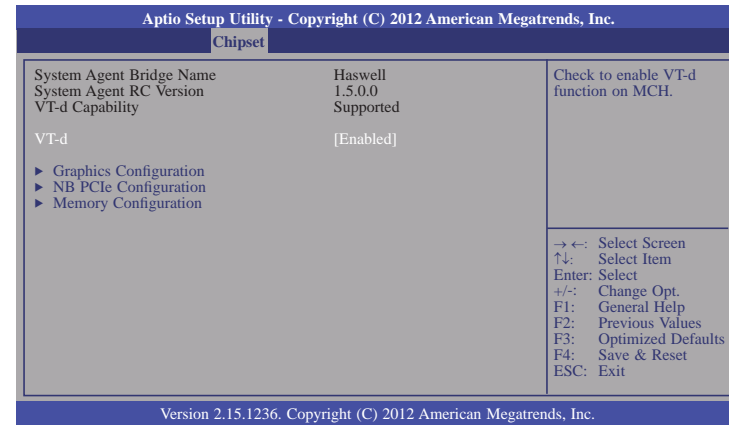 Aptio Setup Utility - Copyright (C) 2012 American Megatrends, Inc.
Chipset
System Agent Bridge Name Haswell
System Agent RC Version 1.5.0.0
VT-d Capability Supported
VT-d [Enabled]
► Graphics Configuration
► NB PCIe Configuration
► Memory Configuration
Check to enable VT-d
function on MCH.
→ ←: Select Screen
↑↓: Select Item
Enter: Select
+/-: Change Opt.
F1: General Help
F2: Previous Values
F3: Optimized Defaults
F4: Save & Reset
ESC: Exit
Version 2.15.1236. Copyright (C) 2012 American Megatrends, Inc.